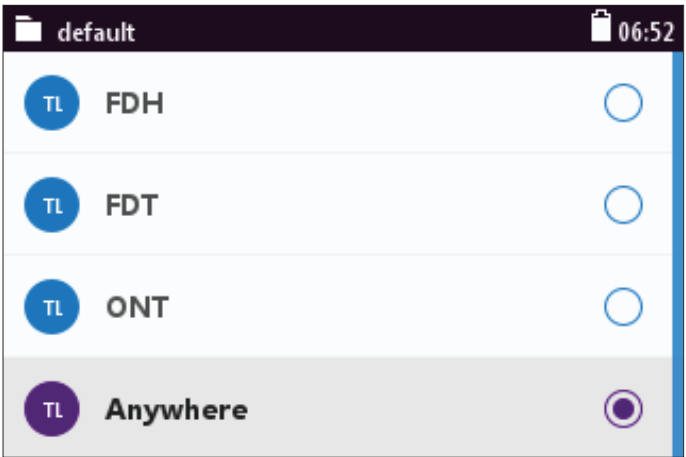 default 06:52
TL FDH
TL FDT
TL ONT
TL Anywhere